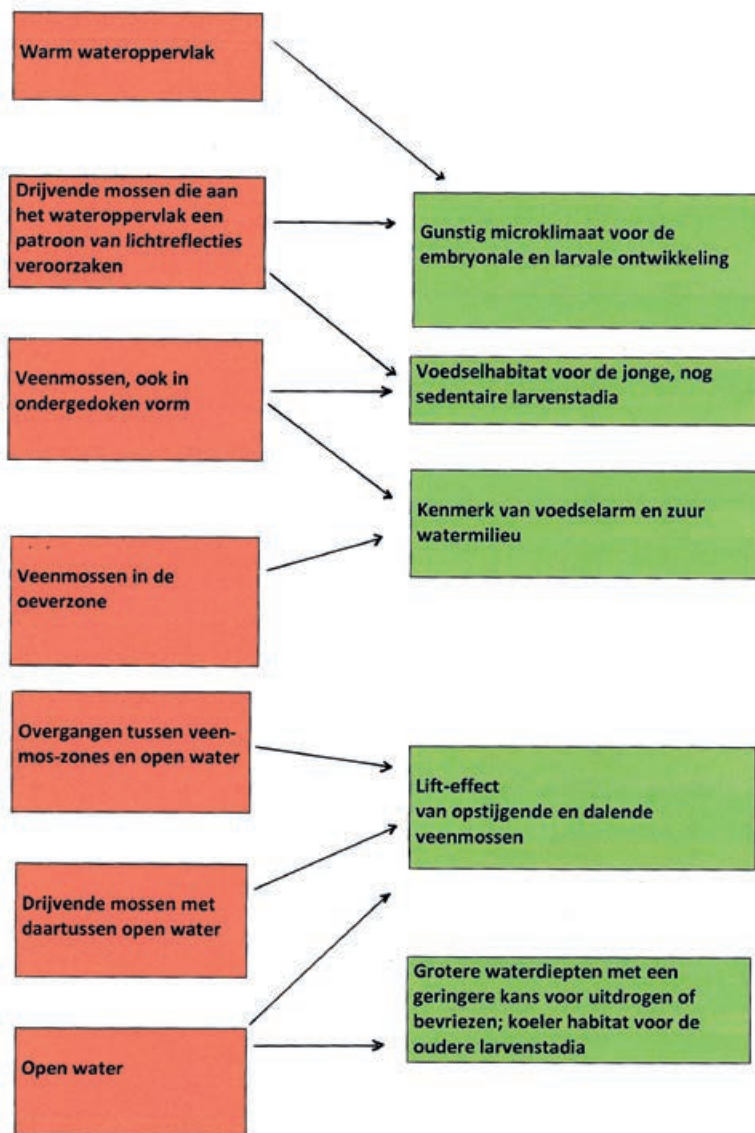 Warm wateroppervlak
Drijvende mossen die aan
het wateroppervlak een
patroon van lichtreflecties
veroorzaken
Veenmossen, ook in
ondergedoken vorm
Veenmossen in de
oeverzone
Overgangen tussen veen-
mos-zones en open water
Drijvende mossen met
daartussen open water
Open water
Gunstig microklimaat voor de
embryonale en larvale ontwikkeling
Voedselhabitat voor de jonge, nog
sedentaire larvenstadia
Kenmerk van voedselarm en zuur
watermilieu
Lift-effect
van opstijgende en dalende
veenmossen
Grotere waterdiepten met een
geringere kans voor uitdrogen of
bevriezen; koeler habitat voor de
oudere larvenstadia